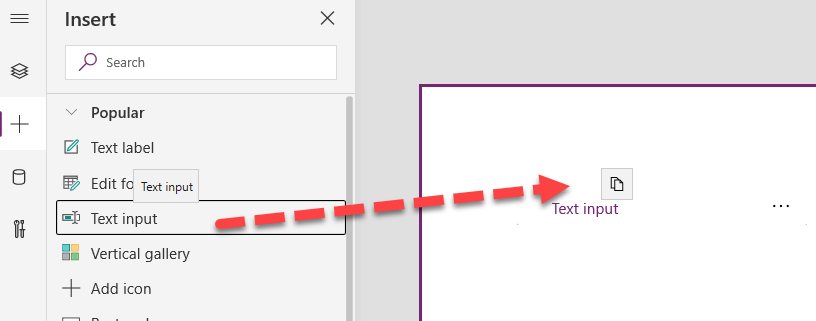 Insert
Search
Popular
Text label
Edit fo
Text input
Text input
Vertical gallery
Add icon
Text input
...